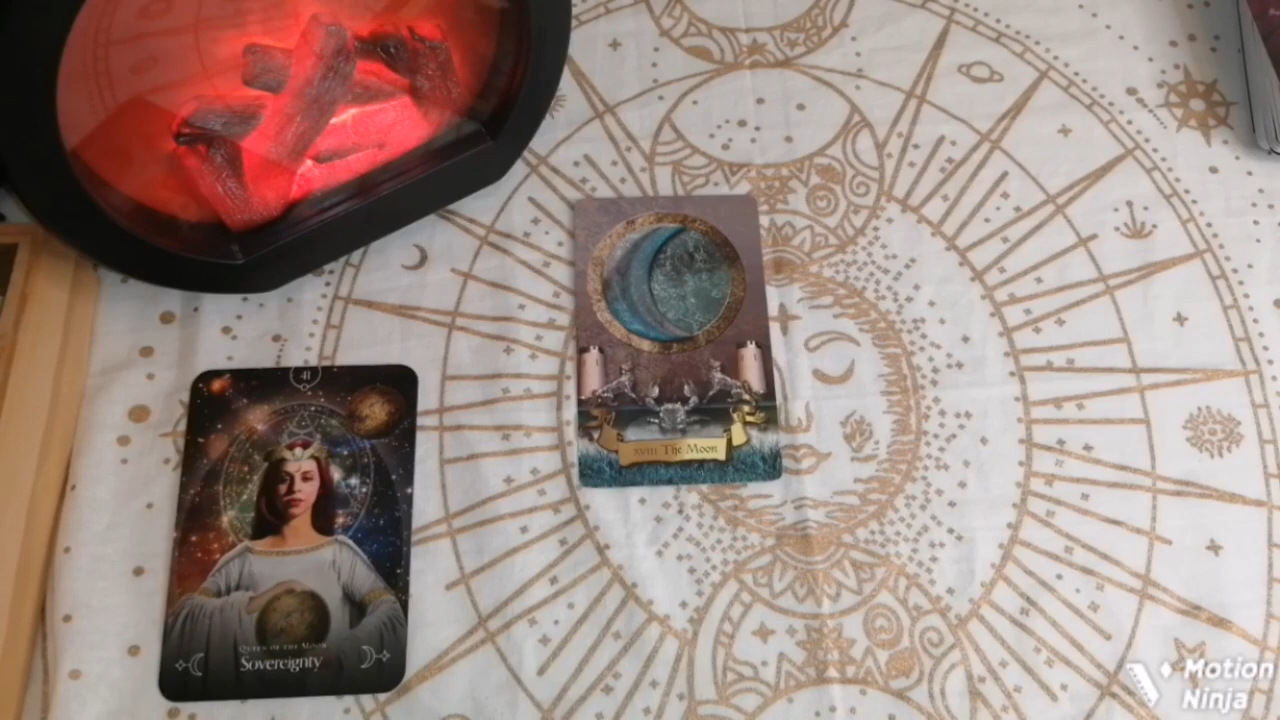 XVIII The Moon
41
Queen of the Moon
Sovereignty
Motion
Ninja